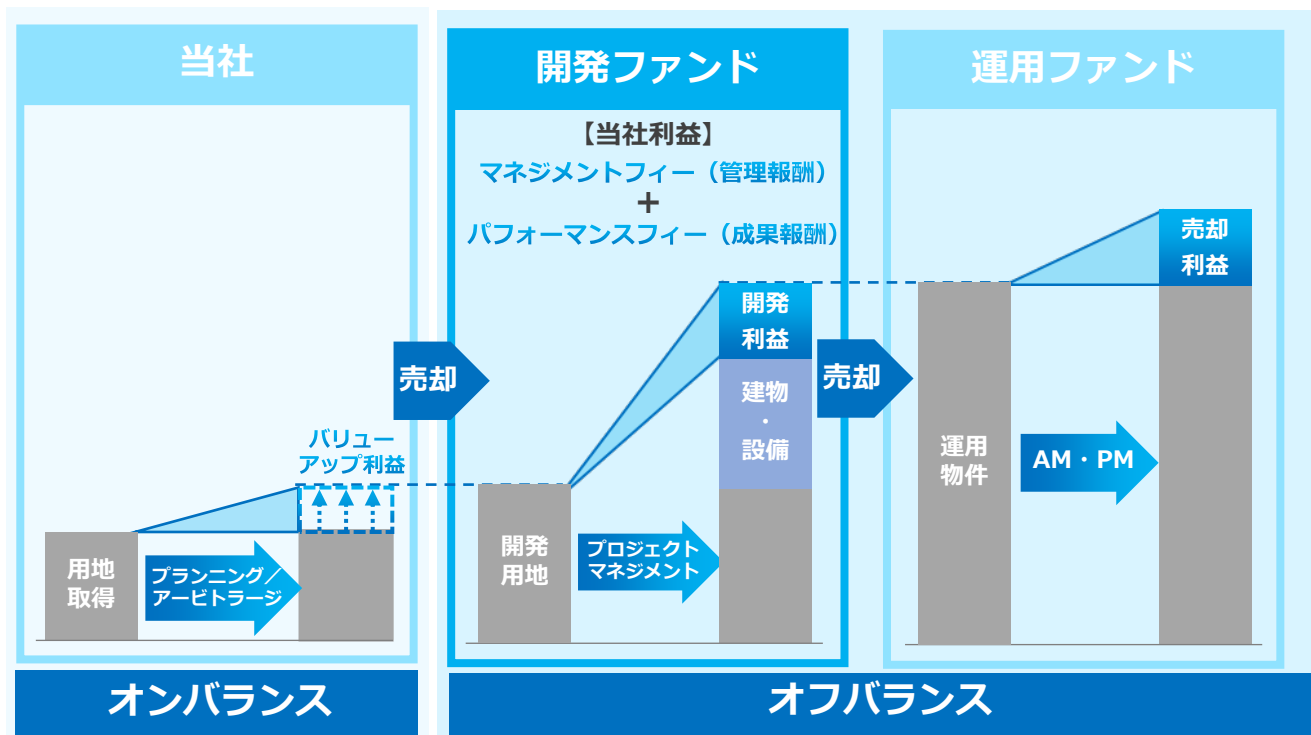 当社
バリュー
アップ利益
用地
取得
プランニング／
アービトラージ
オンバランス
売却
開発ファンド
【当社利益】
マネジメントフィー（管理報酬）
＋
パフォーマンスフィー（成果報酬）
開発
利益
建物
・
設備
開発
用地
プロジェクト
マネジメント
売却
運用ファンド
売却
利益
運用
物件
AM・PM
オフバランス